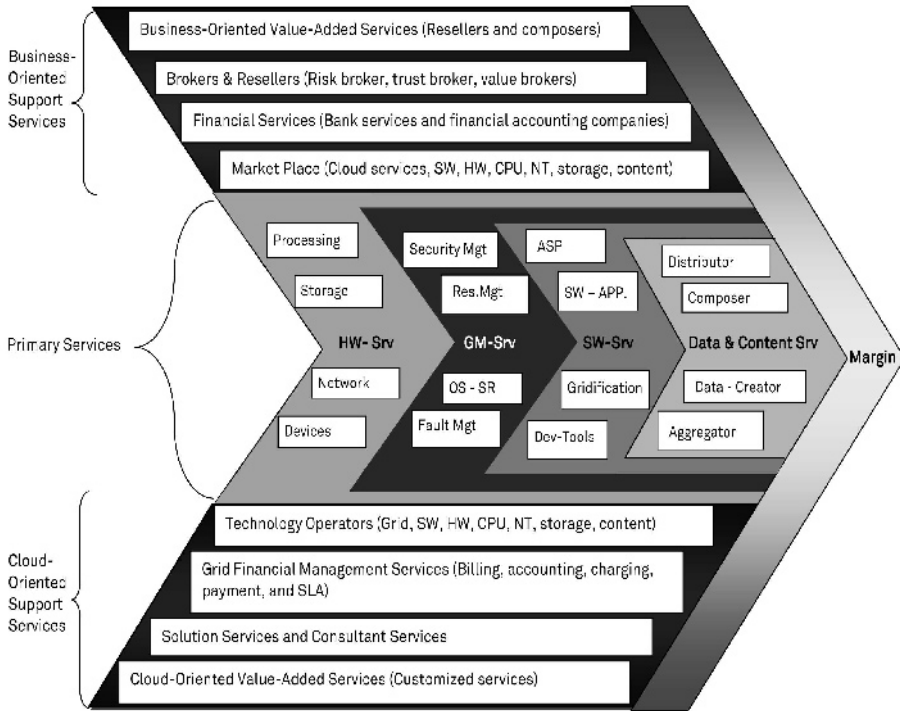 Business-
Oriented
Support
Services
Business-Oriented Value-Added Services (Resellers and composers)
Brokers & Resellers (Risk broker, trust broker, value brokers)
Financial Services (Bank services and financial accounting companies)
Market Place (Cloud services, SW, HW, CPU, NT, storage, content)
Primary Services
Processing
Storage
HW- Srv
Network
Devices
Security Mgt
Res.Mgt
GM-Srv
OS - SR
Fault Mgt
ASP
SW – APP.
SW-Srv
Gridification
Dev-Tools
Distributor
Composer
Data & Content Srv
Data - Creator
Aggregator
Margin
Cloud-
Oriented
Support
Services
Technology Operators (Grid, SW, HW, CPU, NT, storage, content)
Grid Financial Management Services (Billing, accounting, charging,
payment, and SLA)
Solution Services and Consultant Services
Cloud-Oriented Value-Added Services (Customized services)